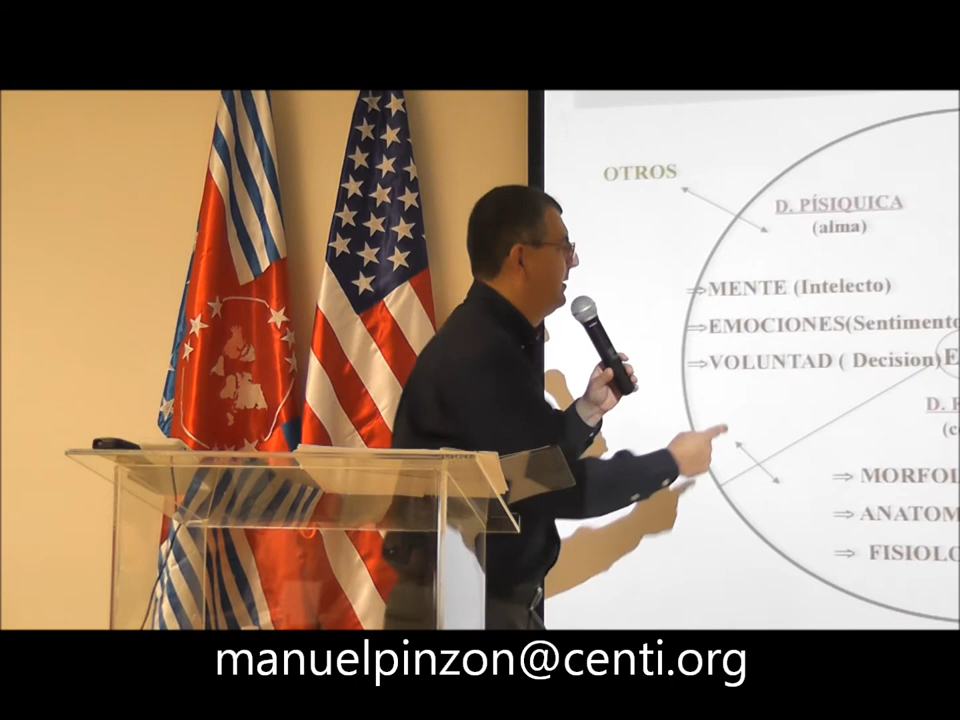 OTROS
D. PÍSIQUICA
(alma)
⇒MENTE (Intelecto)
⇒EMOCIONES(Sentimento
⇒VOLUNTAD ( Decision)
E
D.
⇒ MORFOL
⇒ ANATOM
⇒ FISIOLO
manuelpinzon@centi.org